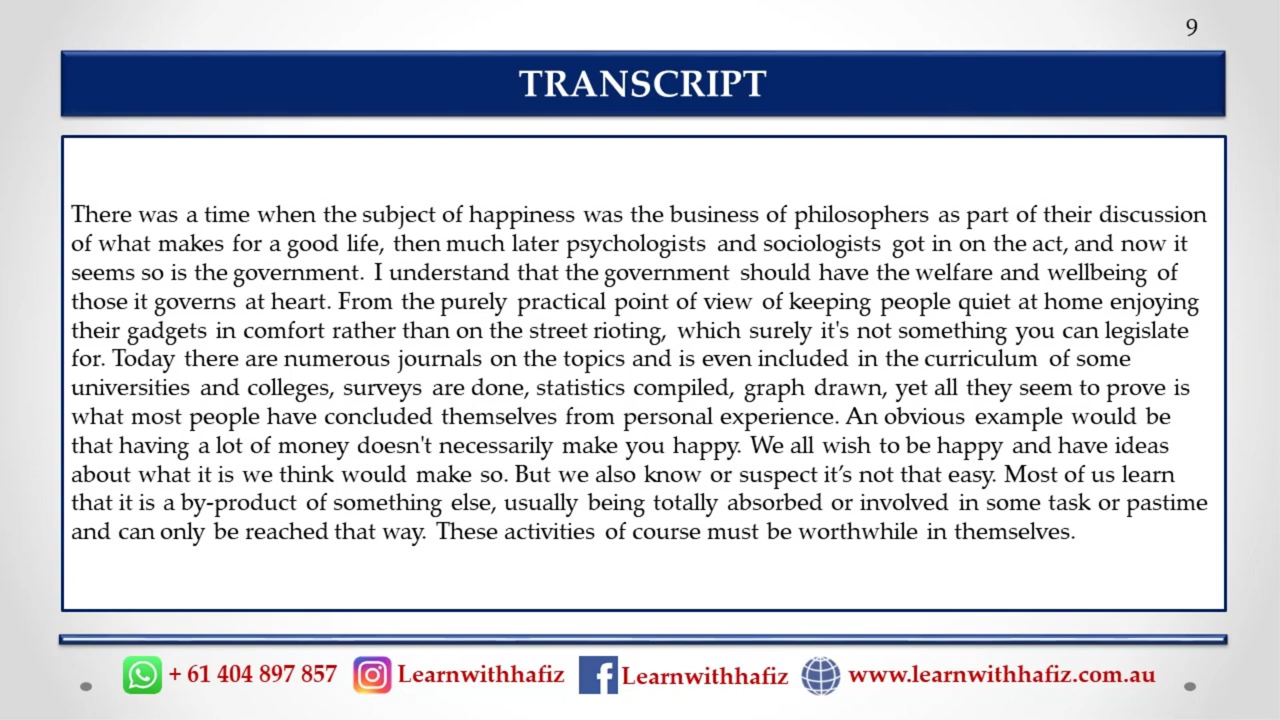 9
TRANSCRIPT
There was a time when the subject of happiness was the business of philosophers as part of their discussion
of what makes for a good life, then much later psychologists and sociologists got in on the act, and now it
seems so is the government. I understand that the government should have the welfare and wellbeing of
those it governs at heart. From the purely practical point of view of keeping people quiet at home enjoying
their gadgets in comfort rather than on the street rioting, which surely it's not something you can legislate
for. Today there are numerous journals on the topics and is even included in the curriculum of some
universities and colleges, surveys are done, statistics compiled, graph drawn, yet all they seem to prove is
what most people have concluded themselves from personal experience. An obvious example would be
that having a lot of money doesn't necessarily make you happy. We all wish to be happy and have ideas
about what it is we think would make so. But we also know or suspect it’s not that easy. Most of us learn
that it is a by-product of something else, usually being totally absorbed or involved in some task or pastime
and can only be reached that way. These activities of course must be worthwhile in themselves.
+ 61 404 897 857 Learnwithhafiz Learnwithhafiz www.learnwithhafiz.com.au